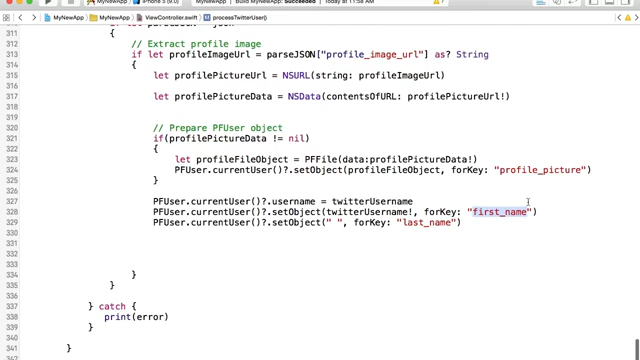 MyNewApp
iPhone 5 (9.0)
MyNewApp
Build MyNewApp: Succeeded
Today at 11:58 AM
MyNewApp
MyNewApp
ViewController.swift
processTwitterUser()
311 {
312 // Extract profile image
313 if let profileImageUrl = parseJSON["profile_image_url"] as? String
314 {
315 let profilePictureUrl = NSURL(string: profileImageUrl)
316
317 let profilePictureData = NSData(contentsOfURL: profilePictureUrl!)
318
320 // Prepare PFUser object
321 if(profilePictureData != nil)
322 {
323 let profileFileObject = PFFile(data:profilePictureData!)
324 PFUser.currentUser()?.setObject(profileFileObject, forKey: "profile_picture")
325 }
326
327 PFUser.currentUser()?.username = twitterUsername
328 PFUser.currentUser()?.setObject(twitterUsername!, forKey: "first_name")
329 PFUser.currentUser()?.setObject(" ", forKey: "last_name")
330
334 }
335 }
336
337 } catch {
338 print(error)
339 }
340
341 }
342